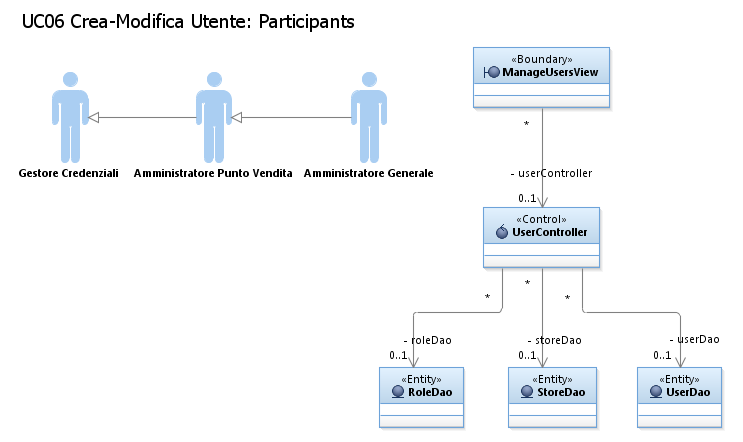 UC06 Crea-Modifica Utente: Participants
«Boundary»
ManageUsersView
Gestore Credenziali
Amministratore Punto Vendita
Amministratore Generale
*
- userController
0..1
«Control»
UserController
*
*
*
- roleDao
- storeDao
- userDao
0..1
0..1
0..1
«Entity»
RoleDao
«Entity»
StoreDao
«Entity»
UserDao